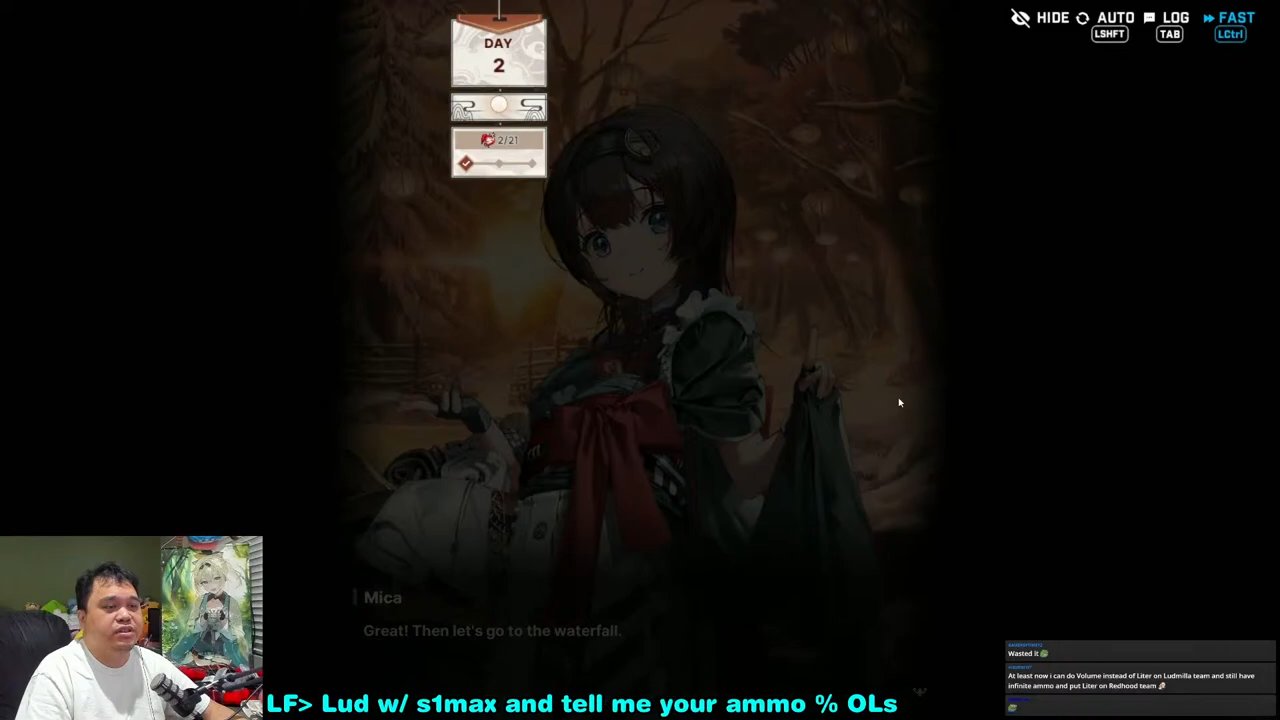 DAY
2
2/21
HIDE
AUTO
LOG
FAST
LSHFT
TAB
LCtrl
Mica
Great! Then let's go to the waterfall.
Wasted it
At least now i can do Volume instead of Liter on Ludmilla team and still have
infinite ammo and put Liter on Redhood team
LF> Lud w/ s1max and tell me your ammo % OLs